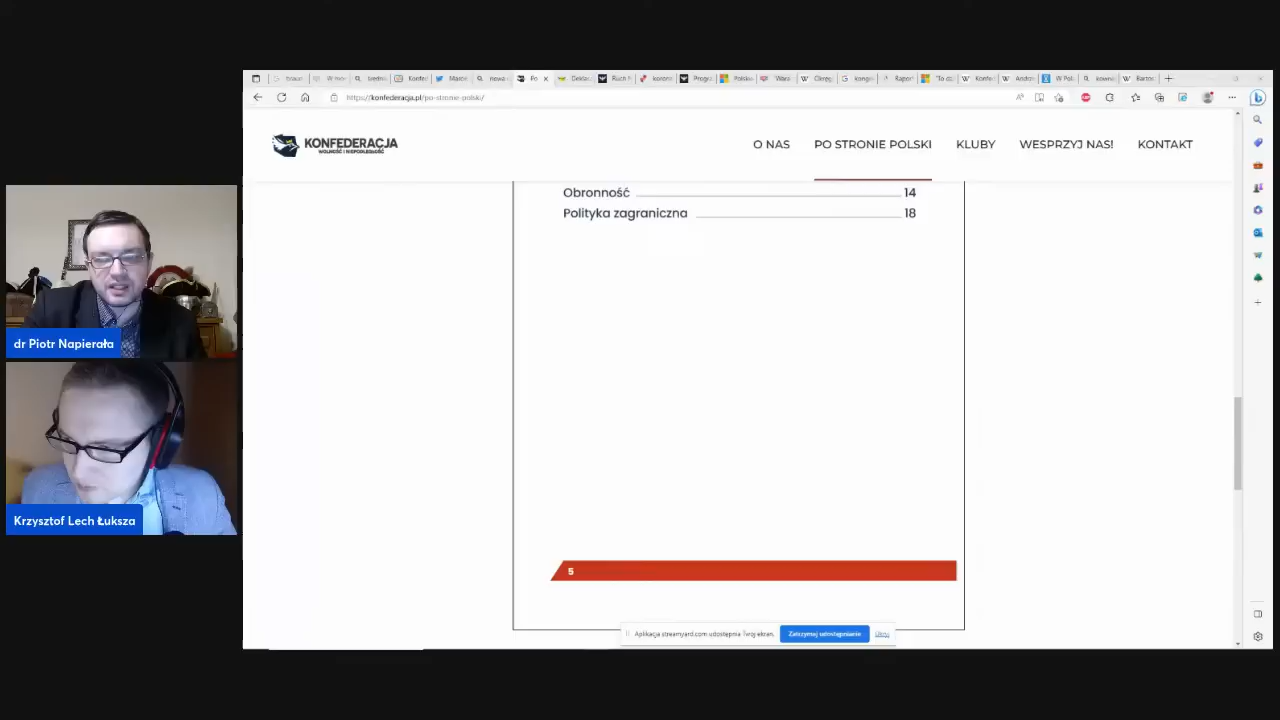 https://konfederacja.pl/po-stronie-polski/
KONFEDERACJA
WOLNOŚĆ I NIEPODLEGŁOŚĆ
O NAS
PO STRONIE POLSKI
KLUBY
WESPRZYJ NAS!
KONTAKT
Obronność 14
Polityka zagraniczna 18
5
Aplikacja streamyard.com udostępnia Twój ekran.
Zatrzymaj udostępnianie
Ukryj
dr Piotr Napierała
Krzysztof Lech Łuksza